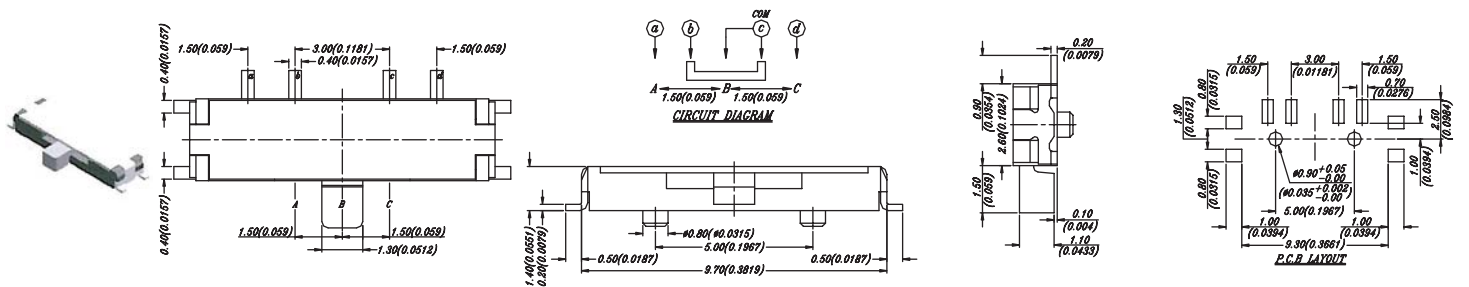 1.50(0.059)
3.00(0.1181)
1.50(0.059)
0.40(0.0157)
0.40(0.0157)
a
b
c
d
0.40(0.0157)
A
B
C
1.50(0.059)
1.50(0.059)
1.30(0.0512)
COM
a
b
c
d
A
B
C
1.50(0.059)
1.50(0.059)
CIRCUIT DIAGRAM
1.40(0.0551)
0.20(0.0079)
ø0.80(ø0.0315)
5.00(0.1967)
0.50(0.0187)
0.50(0.0187)
9.70(0.3819)
0.20
(0.0079)
0.90
(0.0354)
2.60(0.1024)
1.50
(0.059)
0.10
(0.004)
1.10
(0.0433)
1.50
(0.059)
3.00
(0.01181)
1.50
(0.059)
0.70
(0.0276)
0.80
(0.0315)
1.30
(0.0512)
2.50
(0.0984)
1.00
(0.0394)
0.80
(0.0315)
ø0.90+0.05
-0.00
(ø0.035+0.002
-0.00)
5.00(0.1967)
1.00
(0.0394)
1.00
(0.0394)
9.30(0.3661)
P.C.B LAYOUT